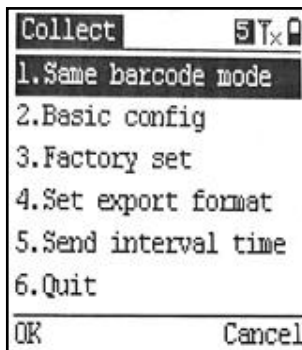 Collect 5
1.Same barcode mode
2.Basic config
3.Factory set
4.Set export format
5.Send interval time
6.Quit
OK Cancel